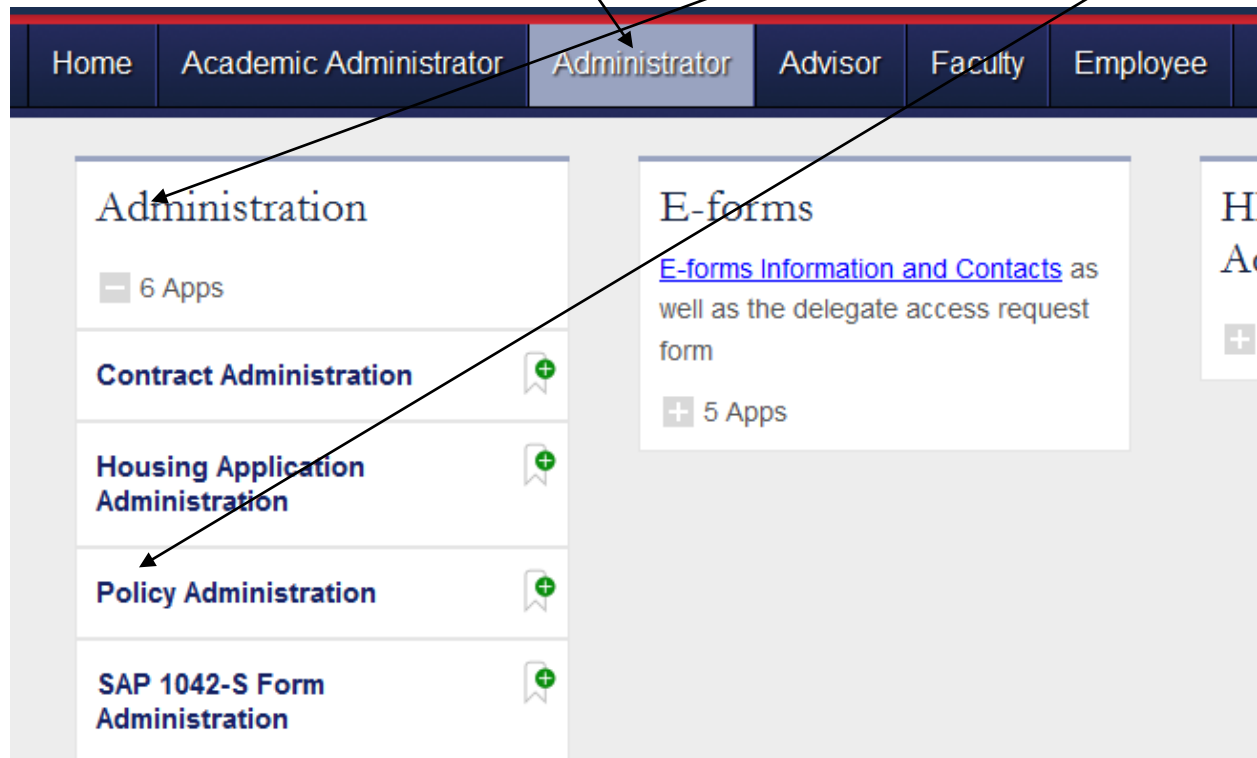 Home Academic Administrator Administrator Advisor Faculty Employee
Administration
6 Apps
Contract Administration
Housing Application
Administration
Policy Administration
SAP 1042-S Form
Administration
E-forms
E-forms Information and Contacts as
well as the delegate access request
form
5 Apps